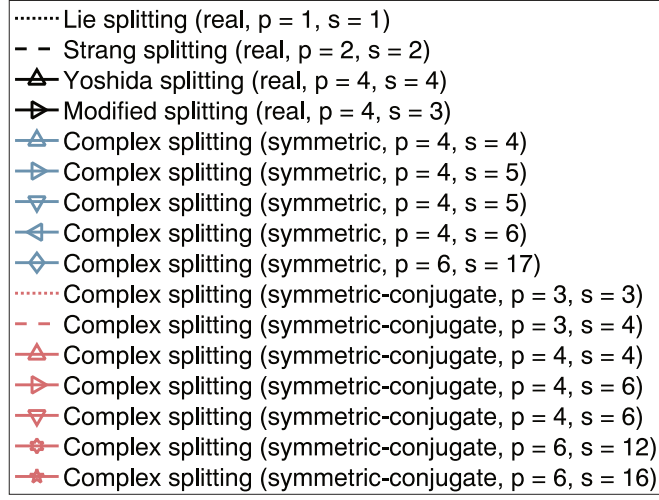 Lie splitting (real, p = 1, s = 1)
Strang splitting (real, p = 2, s = 2)
Yoshida splitting (real, p = 4, s = 4)
Modified splitting (real, p = 4, s = 3)
Complex splitting (symmetric, p = 4, s = 4)
Complex splitting (symmetric, p = 4, s = 5)
Complex splitting (symmetric, p = 4, s = 5)
Complex splitting (symmetric, p = 4, s = 6)
Complex splitting (symmetric, p = 6, s = 17)
Complex splitting (symmetric-conjugate, p = 3, s = 3)
Complex splitting (symmetric-conjugate, p = 3, s = 4)
Complex splitting (symmetric-conjugate, p = 4, s = 4)
Complex splitting (symmetric-conjugate, p = 4, s = 6)
Complex splitting (symmetric-conjugate, p = 4, s = 6)
Complex splitting (symmetric-conjugate, p = 6, s = 12)
Complex splitting (symmetric-conjugate, p = 6, s = 16)